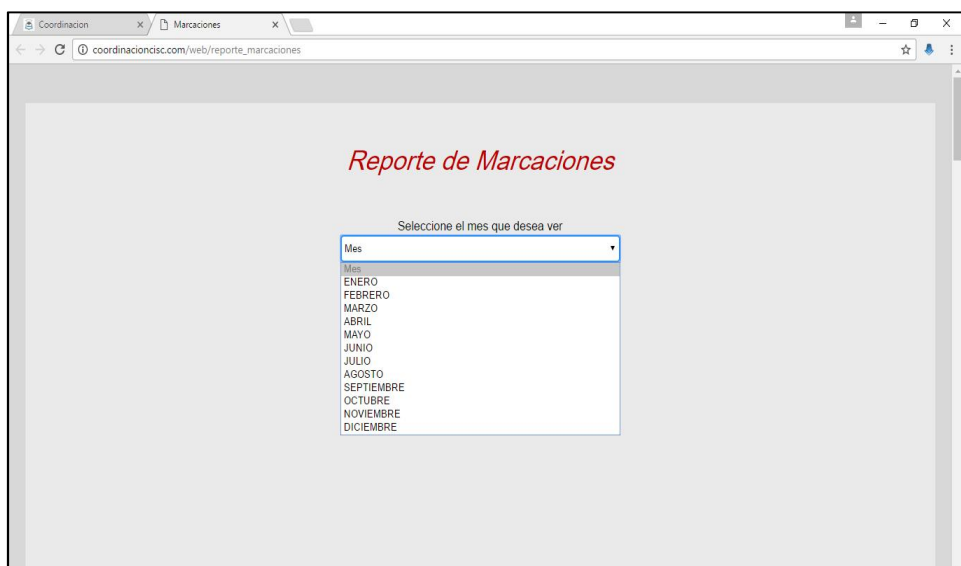 Coordinacion
Marcaciones
coordinacioncisc.com/web/reporte_marcaciones
Reporte de Marcaciones
Seleccione el mes que desea ver
Mes
Mes
ENERO
FEBRERO
MARZO
ABRIL
MAYO
JUNIO
JULIO
AGOSTO
SEPTIEMBRE
OCTUBRE
NOVIEMBRE
DICIEMBRE